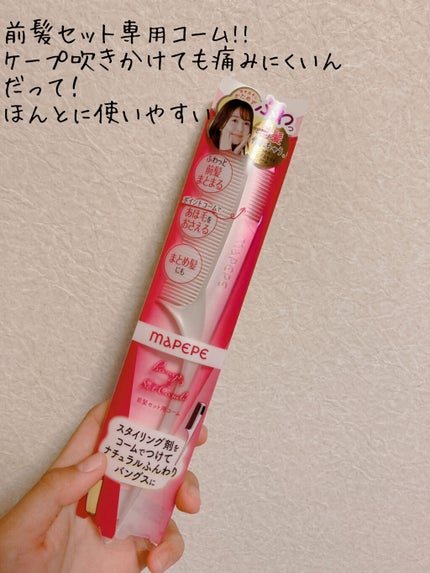 前髪セット専用コーム!!
ケープ吹きかけても痛みにくいん
だって!
ほんとに使いやすい
ふわっと
前髪
まとまる
ポイントコームで
あほ毛を
おさえる
まとめ髪
にも
mapepe
mapepe
Bang's
Set Comb
前髪セット用コーム
スタイリング剤を
コームでつけて
ナチュラルふんわり
バングスに